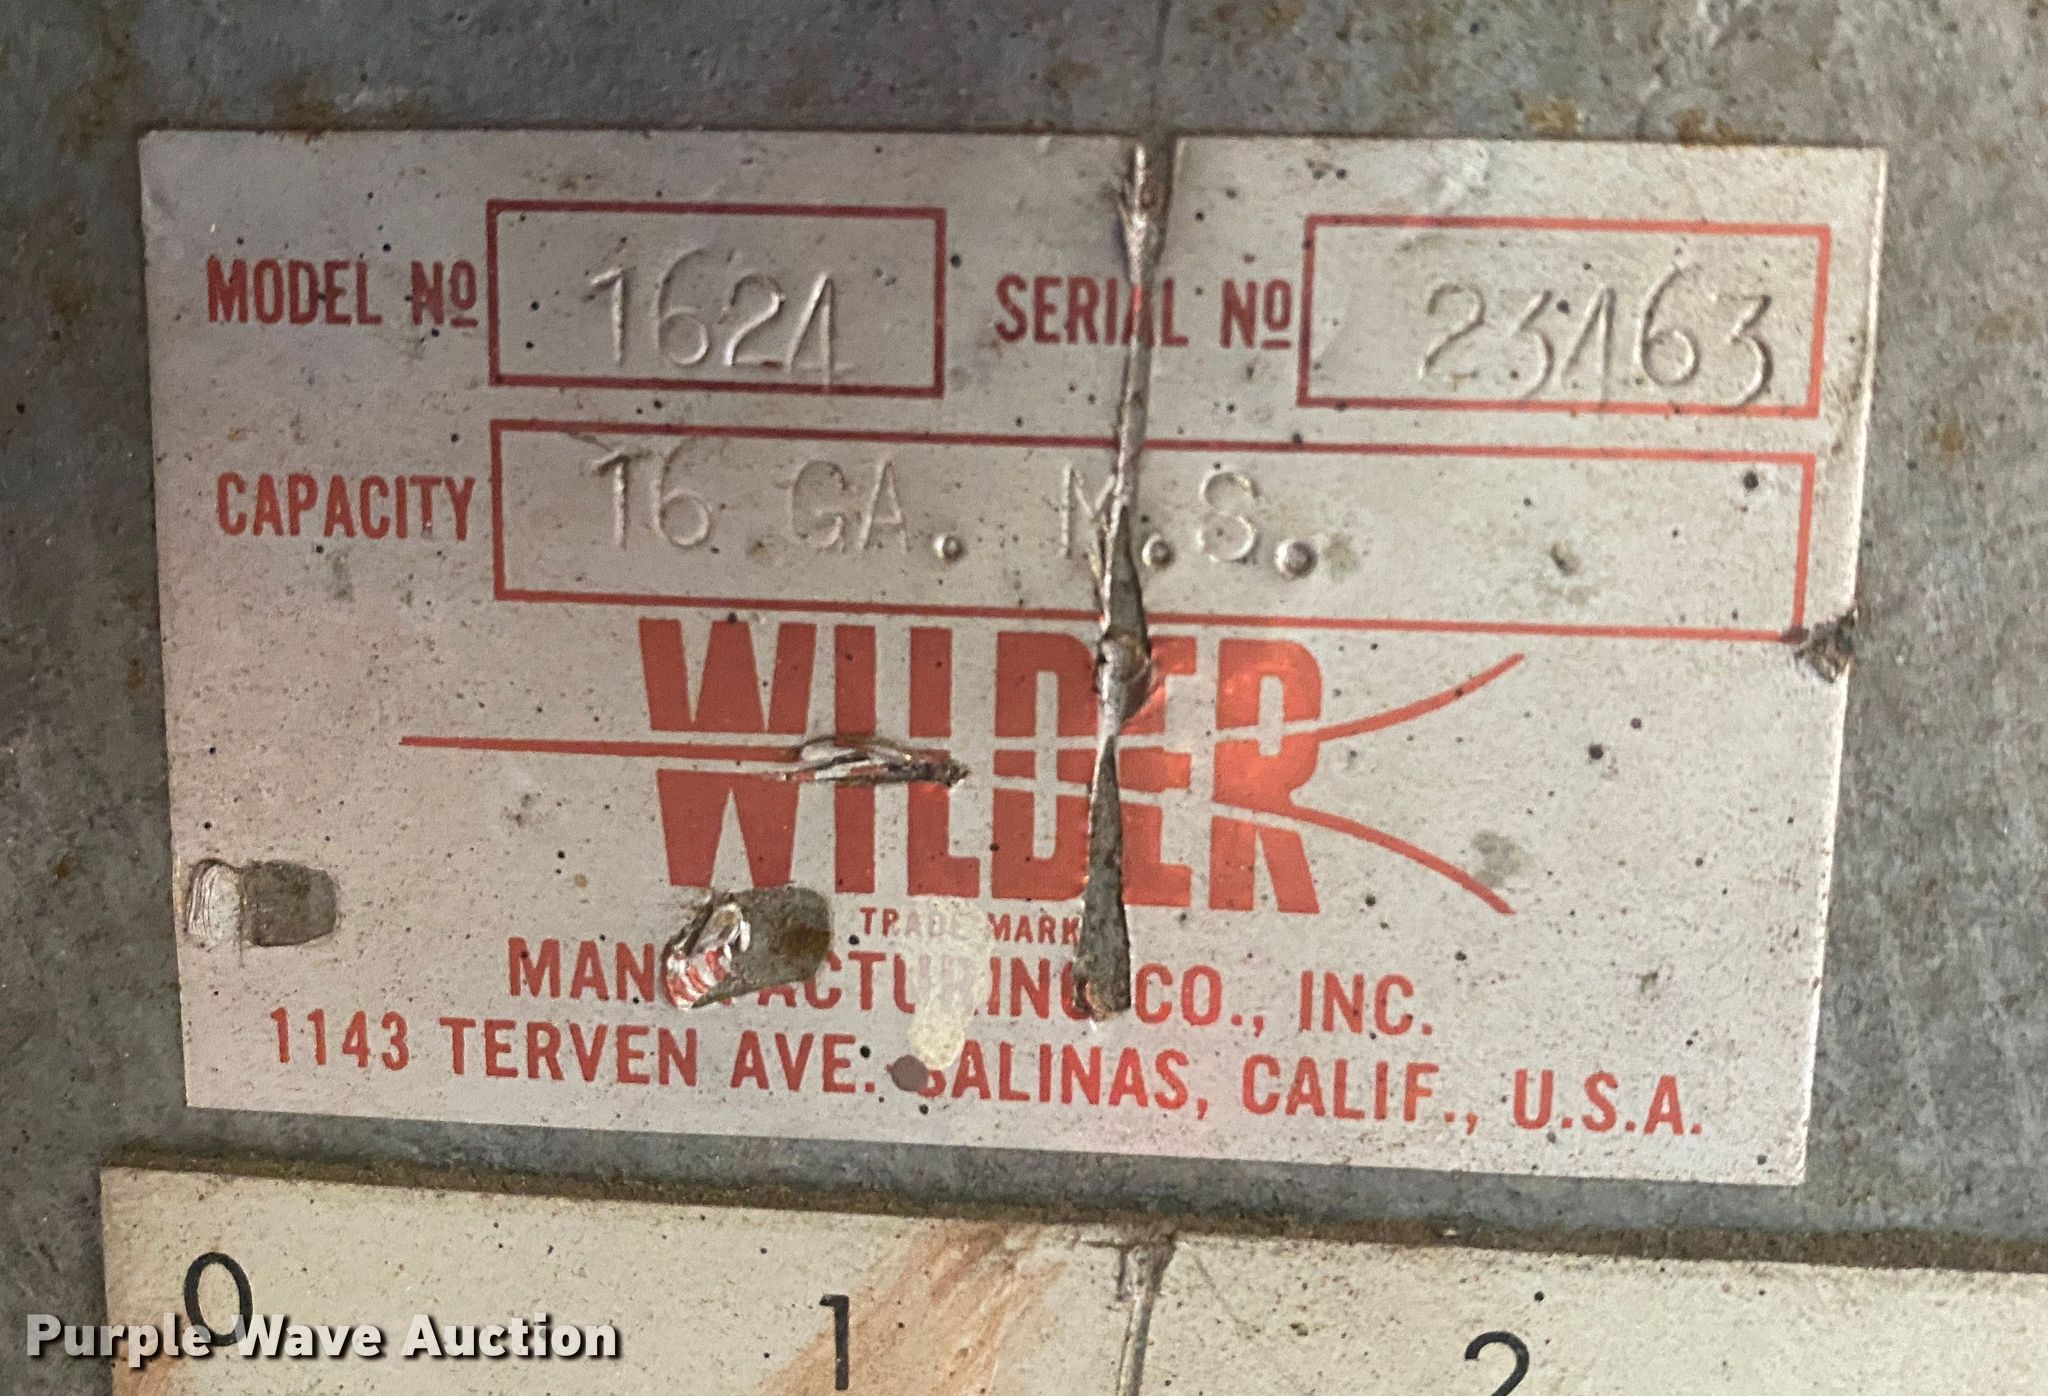 MODEL Nº 1624 SERIAL Nº 23463
CAPACITY 16 GA. M.S.
WILDER
TRADE MARK
MANUFACTURING CO., INC.
1143 TERVEN AVE. SALINAS, CALIF., U.S.A.
0 1 2
Purple Wave Auction